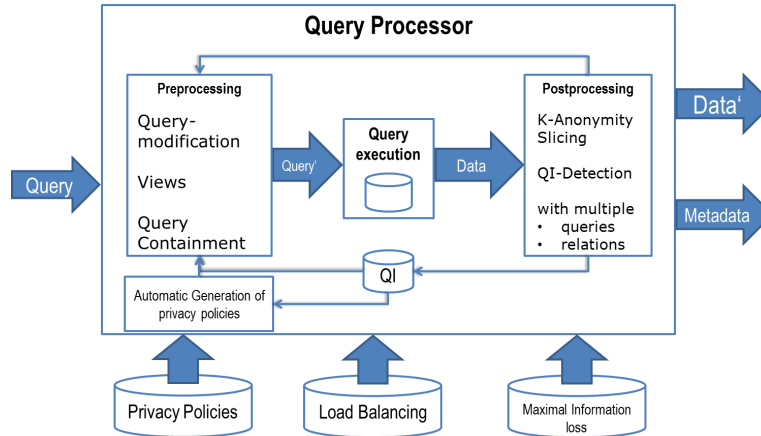 Query Processor
Preprocessing
Query-
modification
Views
Query
Containment
Query
Query'
Query
execution
Data
Postprocessing
K-Anonymity
Slicing
QI-Detection
with multiple
• queries
• relations
Data'
Metadata
QI
Automatic Generation of
privacy policies
Privacy Policies
Load Balancing
Maximal Information
loss